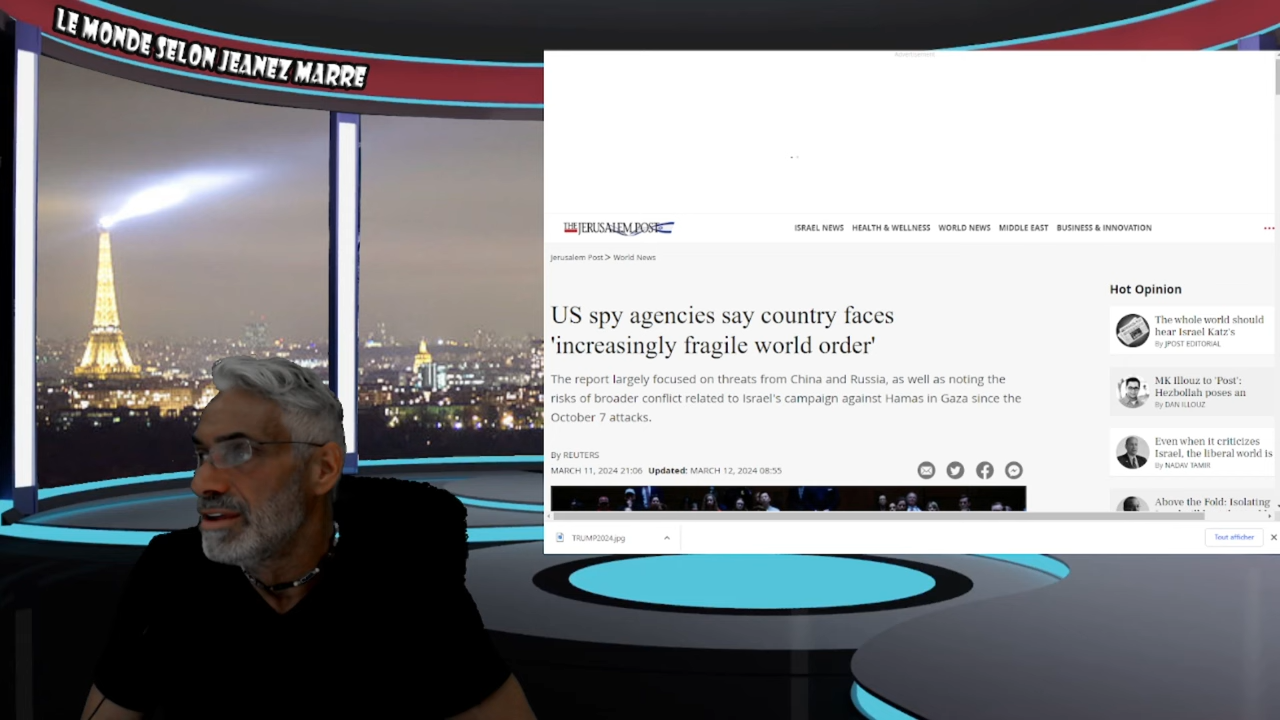 LE MONDE SELON JEANEZ MARRE
Advertisement
THE JERUSALEM POST
ISRAEL NEWS HEALTH & WELLNESS WORLD NEWS MIDDLE EAST BUSINESS & INNOVATION
Jerusalem Post > World News
US spy agencies say country faces
'increasingly fragile world order'
The report largely focused on threats from China and Russia, as well as noting the
risks of broader conflict related to Israel's campaign against Hamas in Gaza since the
October 7 attacks.
By REUTERS
MARCH 11, 2024 21:06 Updated: MARCH 12, 2024 08:55
Hot Opinion
The whole world should
hear Israel Katz's
By JPOST EDITORIAL
MK Illouz to 'Post':
Hezbollah poses an
By DAN ILLOUZ
Even when it criticizes
Israel, the liberal world is
By NADAV TAMIR
Above the Fold: Isolating
TRUMP2024.jpg
Tout afficher